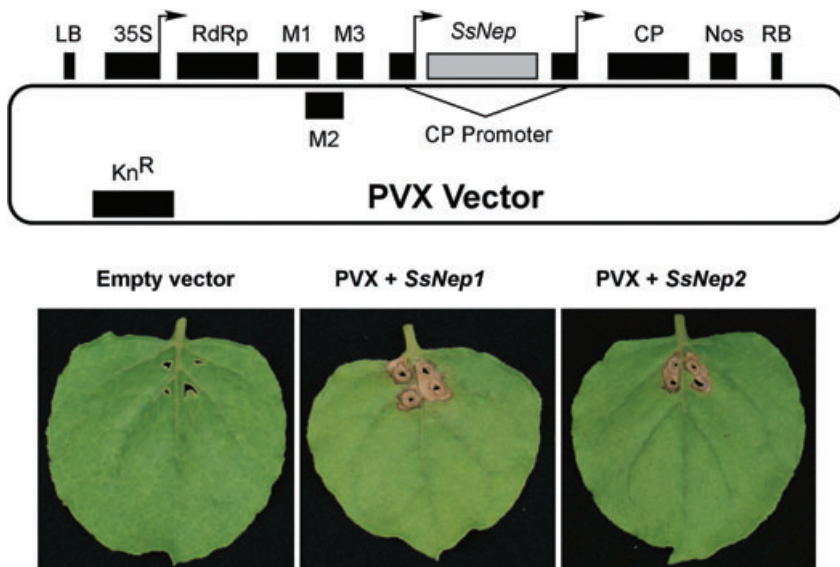 LB 35S RdRp M1 M3 SsNep CP Nos RB
M2 CP Promoter
Kn^R
PVX Vector
Empty vector PVX + SsNep1 PVX + SsNep2